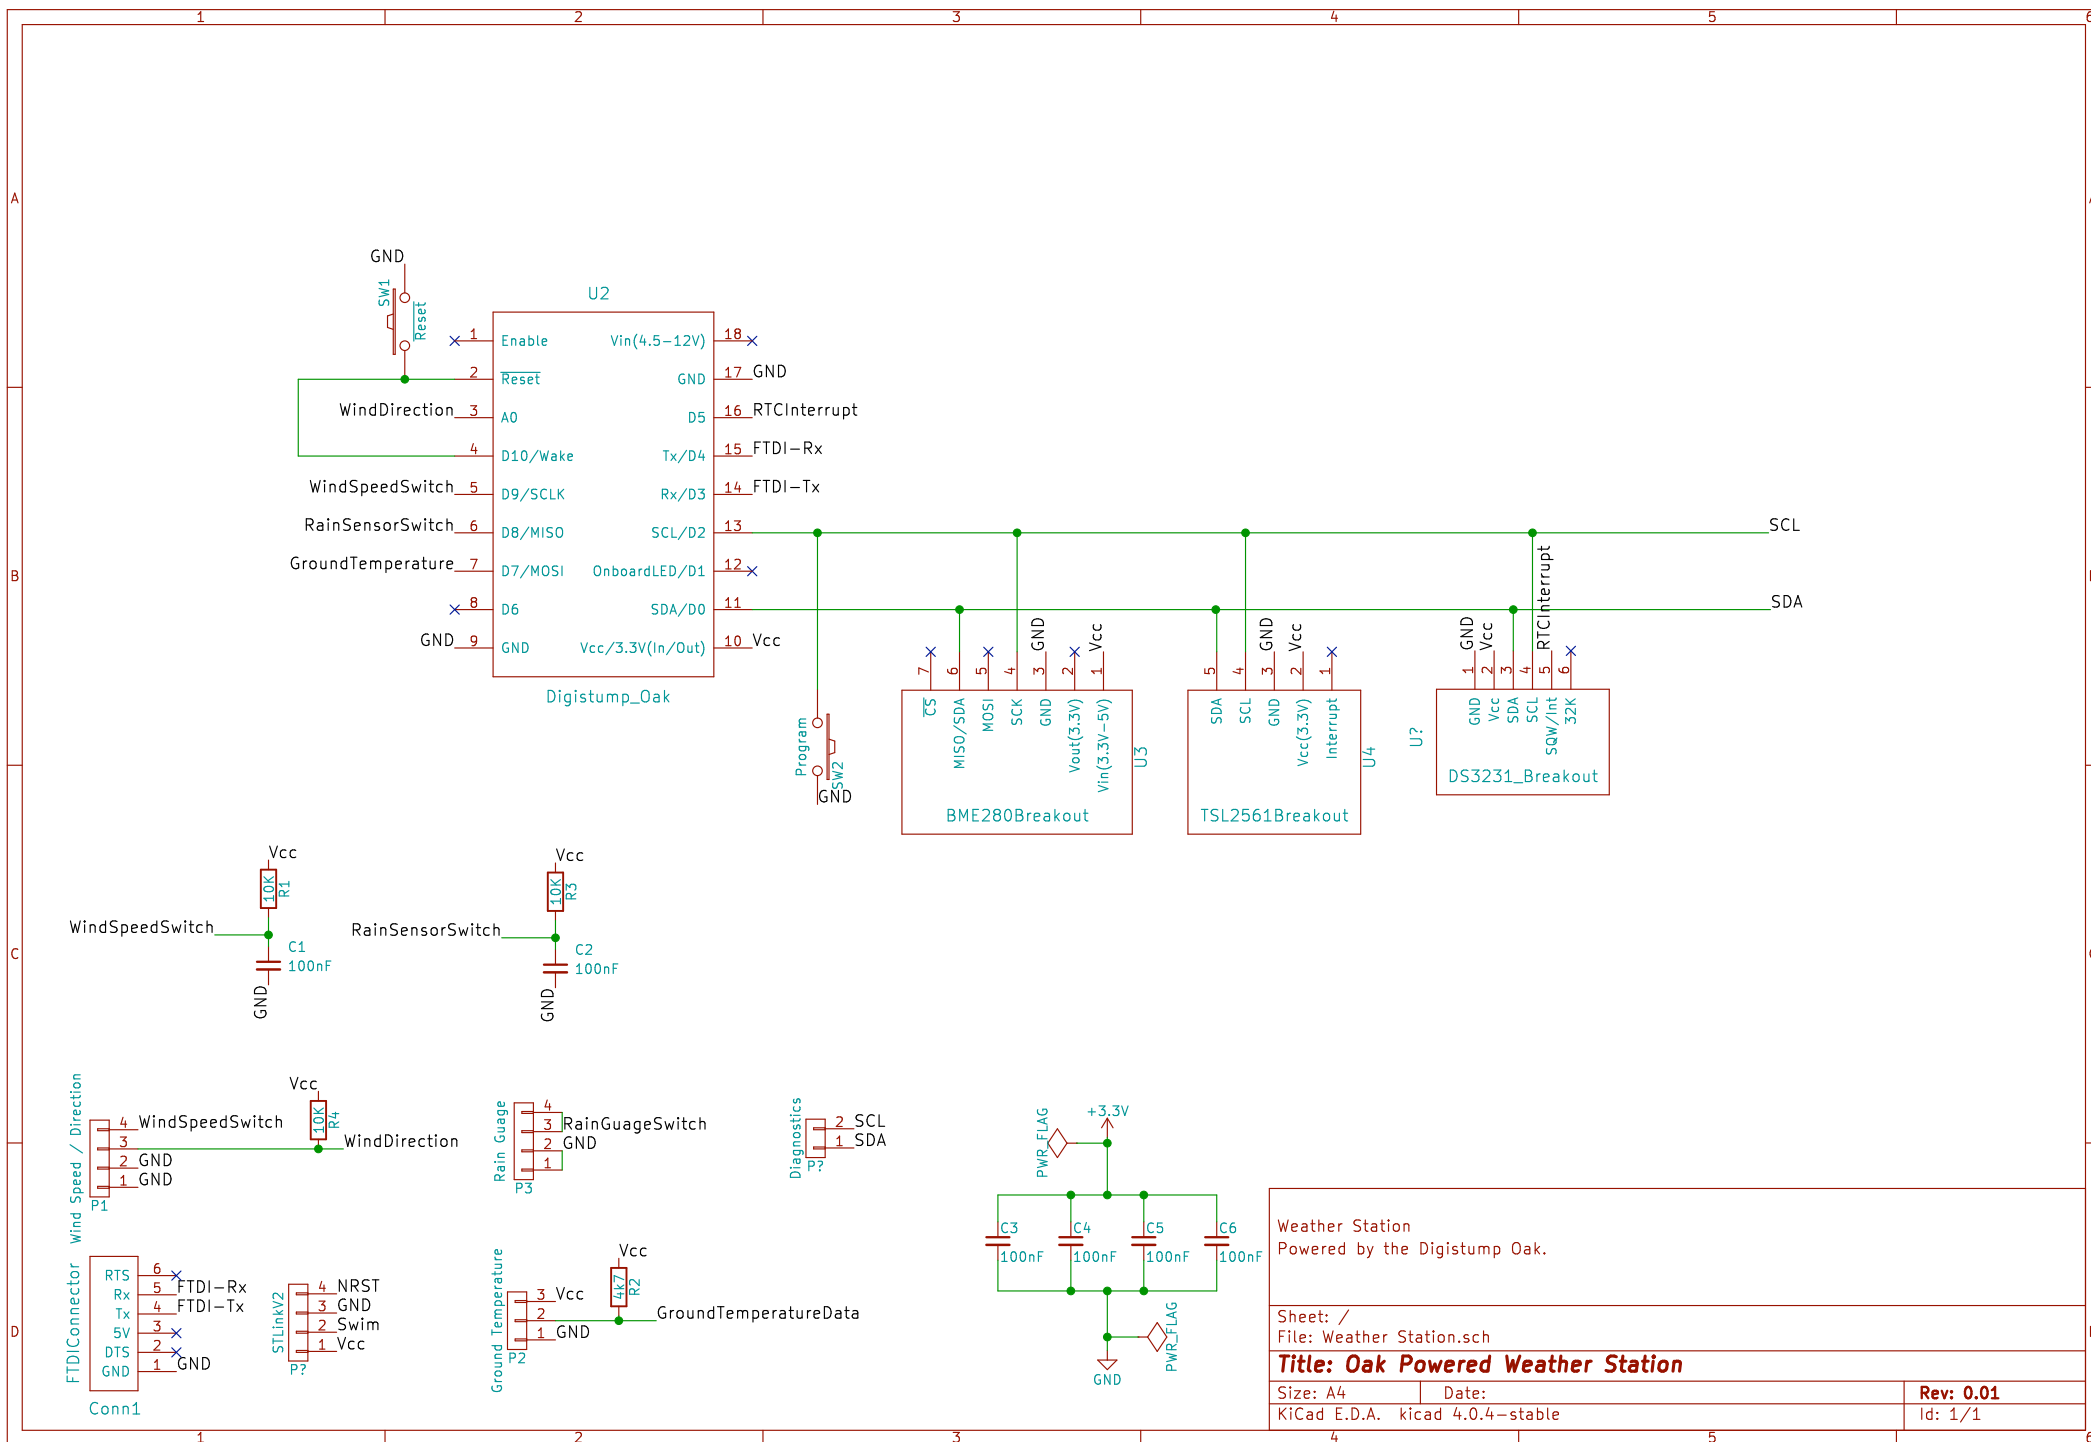 1 2 3 4 5 6
A
B
C
D
GND
SW1
Reset
U2
1 Enable
2 Reset
WindDirection 3 A0
4 D10/Wake
WindSpeedSwitch 5 D9/SCLK
RainSensorSwitch 6 D8/MISO
GroundTemperature 7 D7/MOSI
8 D6
GND 9 GND
Vin(4.5-12V) 18
GND 17 GND
D5 16 RTCInterrupt
Tx/D4 15 FTDI-Rx
Rx/D3 14 FTDI-Tx
SCL/D2 13
OnboardLED/D1 12
SDA/D0 11
Vcc/3.3V(In/Out) 10 Vcc
Digistump_Oak
SCL
SDA
Program
SW2
GND
7 CS
6 MISO/SDA
5 MOSI
4 SCK
GND 3 GND
2 Vout(3.3V)
Vcc 1 Vin(3.3V-5V)
U3
BME280Breakout
5 SDA
4 SCL
GND 3 GND
Vcc 2 Vcc(3.3V)
1 Interrupt
U4
TSL2561Breakout
U?
GND 1 GND
Vcc 2 Vcc
3 SDA
4 SCL
RTCInterrupt 5 SQW/Int
6 32K
DS3231_Breakout
Vcc
10K
R1
WindSpeedSwitch
C1
100nF
GND
Vcc
10K
R3
RainSensorSwitch
C2
100nF
GND
Wind Speed / Direction
4 WindSpeedSwitch
3
2 GND
1 GND
P1
Vcc
10K
R4
WindDirection
Rain Guage
4
3 RainGuageSwitch
2 GND
1
P3
Diagnostics
2 SCL
1 SDA
P?
FTDIConnector
RTS 6
Rx 5 FTDI-Rx
Tx 4 FTDI-Tx
5V 3
DTS 2
GND 1 GND
Conn1
STLinkV2
4 NRST
3 GND
2 Swim
1 Vcc
P?
Ground Temperature
3 Vcc
2
1 GND
P2
Vcc
4k7
R2
GroundTemperatureData
+3.3V
PWR_FLAG
C3
100nF
C4
100nF
C5
100nF
C6
100nF
PWR_FLAG
GND
Weather Station
Powered by the Digistump Oak.
Sheet: /
File: Weather Station.sch
Title: Oak Powered Weather Station
Size: A4 Date: Rev: 0.01
KiCad E.D.A. kicad 4.0.4-stable Id: 1/1
1 2 3 4 5 6